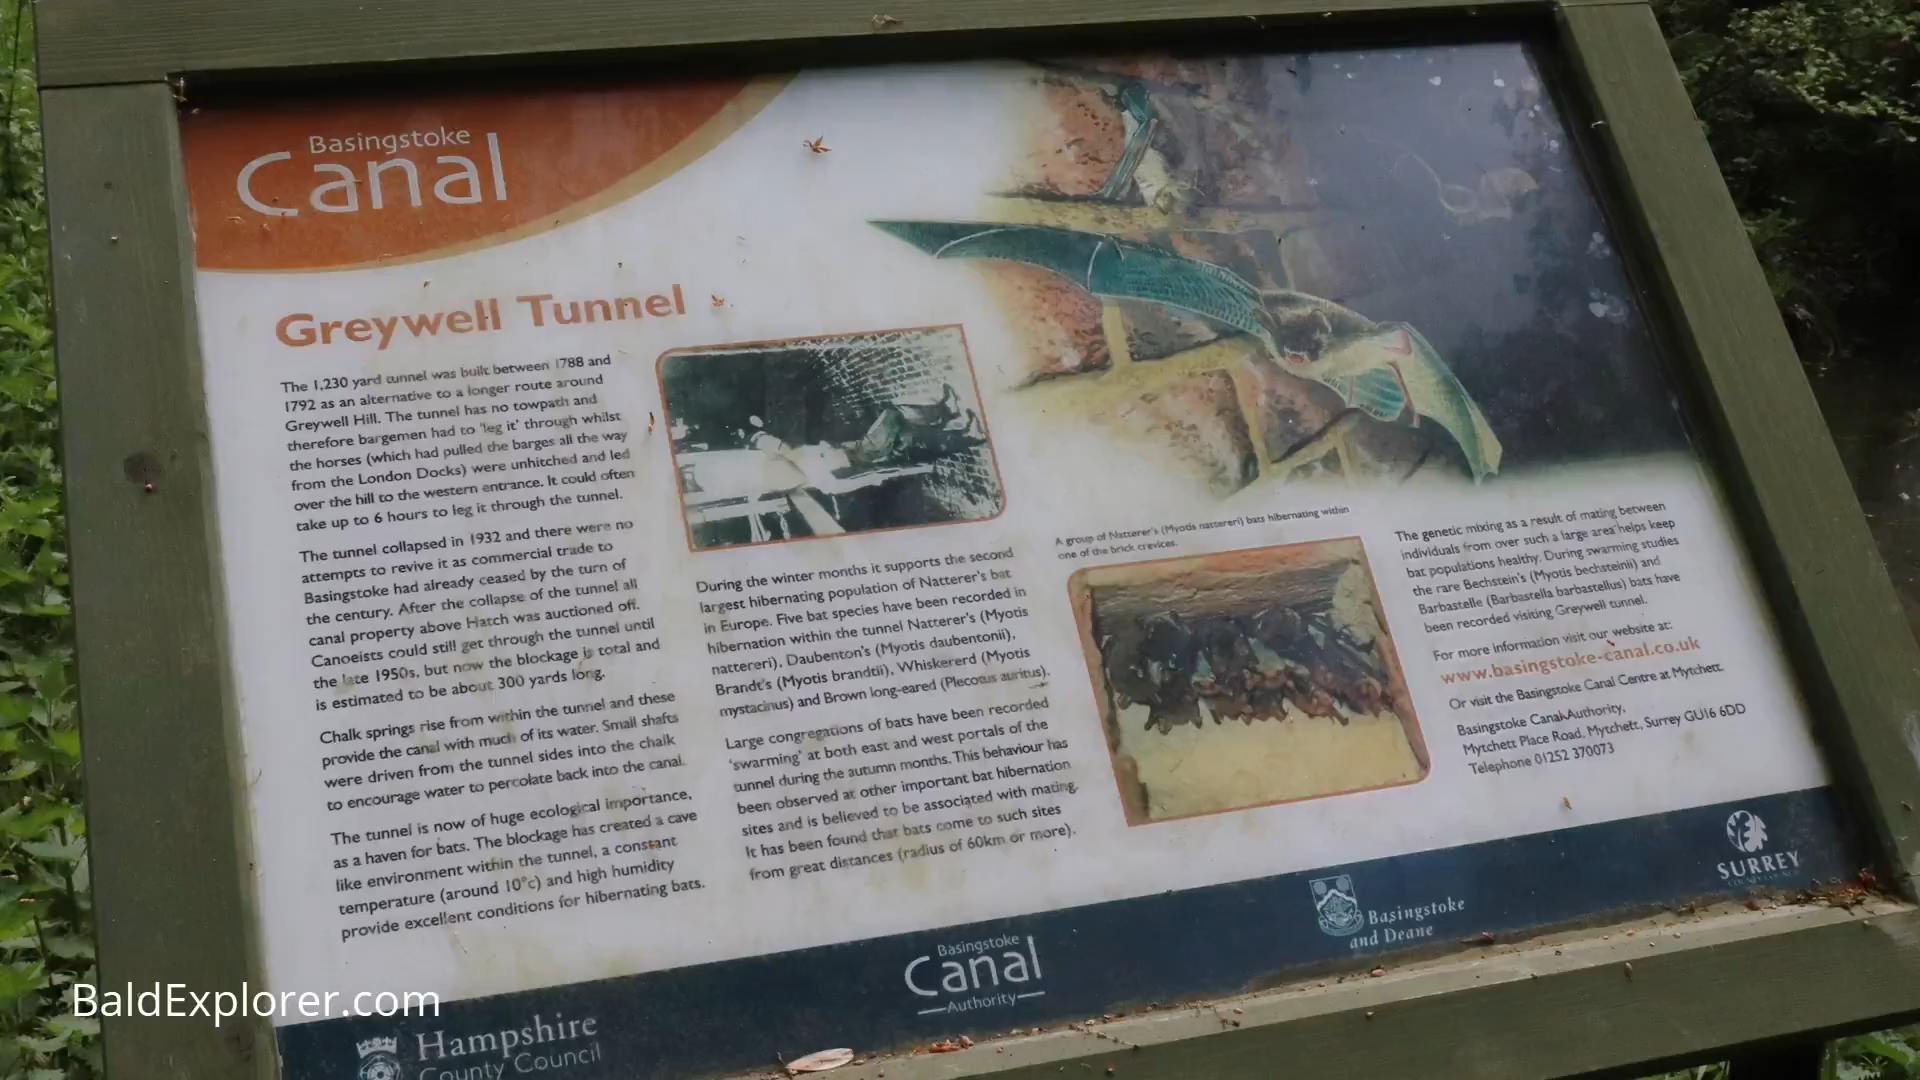 Basingstoke
Canal
Greywell Tunnel
The 1,230 yard tunnel was built between 1788 and
1792 as an alternative to a longer route around
Greywell Hill. The tunnel has no towpath and
therefore bargemen had to 'leg it' through whilst
the horses (which had pulled the barges all the way
from the London Docks) were unhitched and led
over the hill to the western entrance. It could often
take up to 6 hours to leg it through the tunnel.
The tunnel collapsed in 1932 and there were no
attempts to revive it as commercial trade to
Basingstoke had already ceased by the turn of
the century. After the collapse of the tunnel all
canal property above Hatch was auctioned off.
Canoeists could still get through the tunnel until
the late 1950s, but now the blockage is total and
is estimated to be about 300 yards long.
Chalk springs rise from within the tunnel and these
provide the canal with much of its water. Small shafts
were driven from the tunnel sides into the chalk
to encourage water to percolate back into the canal.
The tunnel is now of huge ecological importance,
as a haven for bats. The blockage has created a cave
like environment within the tunnel, a constant
temperature (around 10°c) and high humidity
provide excellent conditions for hibernating bats.
During the winter months it supports the second
largest hibernating population of Natterer's bat
in Europe. Five bat species have been recorded in
hibernation within the tunnel Natterer's (Myotis
nattereri), Daubenton's (Myotis daubentonii),
Brandt's (Myotis brandtii), Whiskererd (Myotis
mystacinus) and Brown long-eared (Plecotus auritus).
Large congregations of bats have been recorded
'swarming' at both east and west portals of the
tunnel during the autumn months. This behaviour has
been observed at other important bat hibernation
sites and is believed to be associated with mating.
It has been found that bats come to such sites
from great distances (radius of 60km or more).
A group of Natterer's (Myotis nattereri) bats hibernating within
one of the brick crevices.
The genetic mixing as a result of mating between
individuals from over such a large area helps keep
bat populations healthy. During swarming studies
the rare Bechstein's (Myotis bechsteinii) and
Barbastelle (Barbastella barbastellus) bats have
been recorded visiting Greywell tunnel.
For more information visit our website at:
www.basingstoke-canal.co.uk
Or visit the Basingstoke Canal Centre at Mytchett.
Basingstoke Canal Authority,
Mytchett Place Road, Mytchett, Surrey GU16 6DD
Telephone 01252 370073
BaldExplorer.com
Hampshire
County Council
Basingstoke
Canal
Authority
Basingstoke
and Deane
SURREY